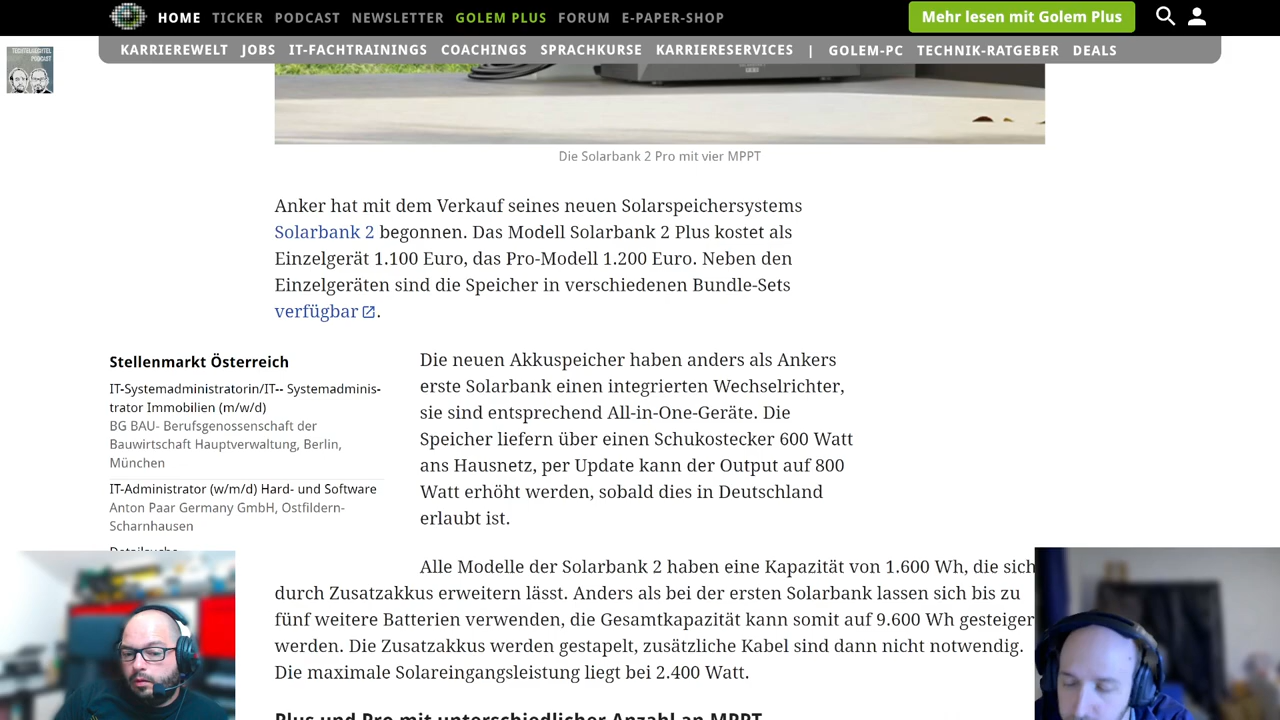 HOME TICKER PODCAST NEWSLETTER GOLEM PLUS FORUM E-PAPER-SHOP
Mehr lesen mit Golem Plus
KARRIEREWELT JOBS IT-FACHTRAININGS COACHINGS SPRACHKURSE KARRIERESERVICES | GOLEM-PC TECHNIK-RATGEBER DEALS
PODCAST
Die Solarbank 2 Pro mit vier MPPT
Anker hat mit dem Verkauf seines neuen Solarspeichersystems
Solarbank 2 begonnen. Das Modell Solarbank 2 Plus kostet als
Einzelgerät 1.100 Euro, das Pro-Modell 1.200 Euro. Neben den
Einzelgeräten sind die Speicher in verschiedenen Bundle-Sets
verfügbar.
Stellenmarkt Österreich
IT-Systemadministratorin/IT-- Systemadminis-
trator Immobilien (m/w/d)
BG BAU- Berufsgenossenschaft der
Bauwirtschaft Hauptverwaltung, Berlin,
München
IT-Administrator (w/m/d) Hard- und Software
Anton Paar Germany GmbH, Ostfildern-
Scharnhausen
Detailsuche
Die neuen Akkuspeicher haben anders als Ankers
erste Solarbank einen integrierten Wechselrichter,
sie sind entsprechend All-in-One-Geräte. Die
Speicher liefern über einen Schukostecker 600 Watt
ans Hausnetz, per Update kann der Output auf 800
Watt erhöht werden, sobald dies in Deutschland
erlaubt ist.
Alle Modelle der Solarbank 2 haben eine Kapazität von 1.600 Wh, die sich
durch Zusatzakkus erweitern lässt. Anders als bei der ersten Solarbank lassen sich bis zu
fünf weitere Batterien verwenden, die Gesamtkapazität kann somit auf 9.600 Wh gesteiger
werden. Die Zusatzakkus werden gestapelt, zusätzliche Kabel sind dann nicht notwendig.
Die maximale Solareingangsleistung liegt bei 2.400 Watt.
Plus und Pro mit unterschiedlicher Anzahl an MPPT